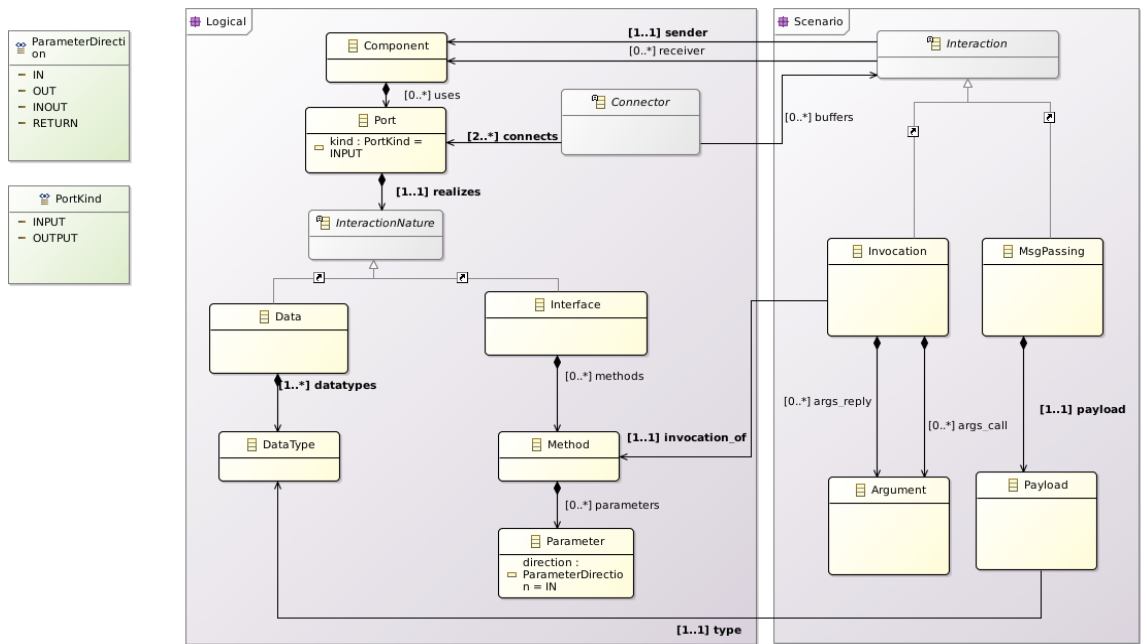 Logical
Scenario
ParameterDirecti
on
IN
OUT
INOUT
RETURN
PortKind
INPUT
OUTPUT
Component
[1..1] sender
[0..*] receiver
Interaction
[0..*] uses
Connector
[0..*] buffers
Port
kind : PortKind =
INPUT
[2..*] connects
[1..1] realizes
InteractionNature
Invocation
MsgPassing
Data
Interface
[1..*] datatypes
[0..*] methods
[0..*] args_reply
[0..*] args_call
[1..1] payload
DataType
Method
[1..1] invocation_of
Argument
Payload
[0..*] parameters
Parameter
direction :
ParameterDirectio
n = IN
[1..1] type